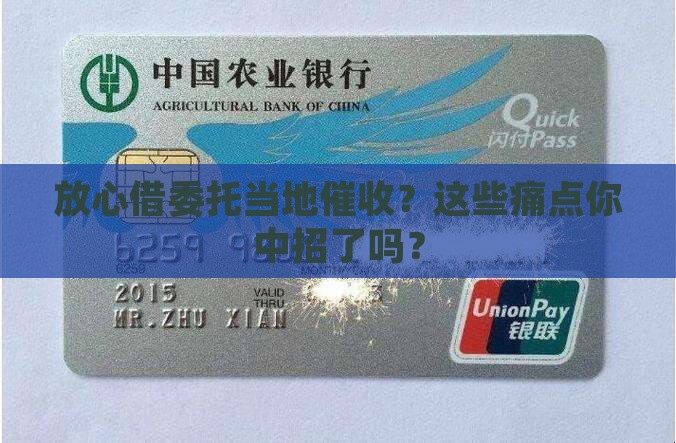 中国农业银行
AGRICULTURAL BANK OF CHINA
Quick
闪付Pass
放心借委托当地催收？这些痛点你
中招了吗？
6259
6259
2015
VALID
THRU
MR.ZHU XIAN
UnionPay
银联